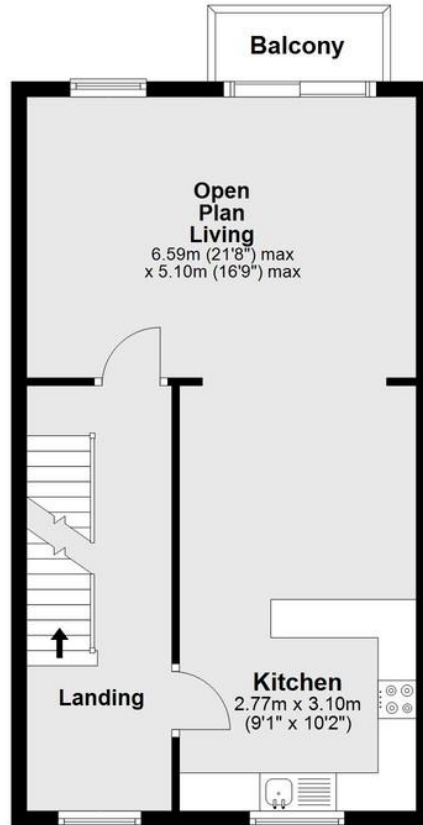 Balcony
Open
Plan
Living
6.59m (21'8") max
x 5.10m (16'9") max
Landing
Kitchen
2.77m x 3.10m
(9'1" x 10'2")